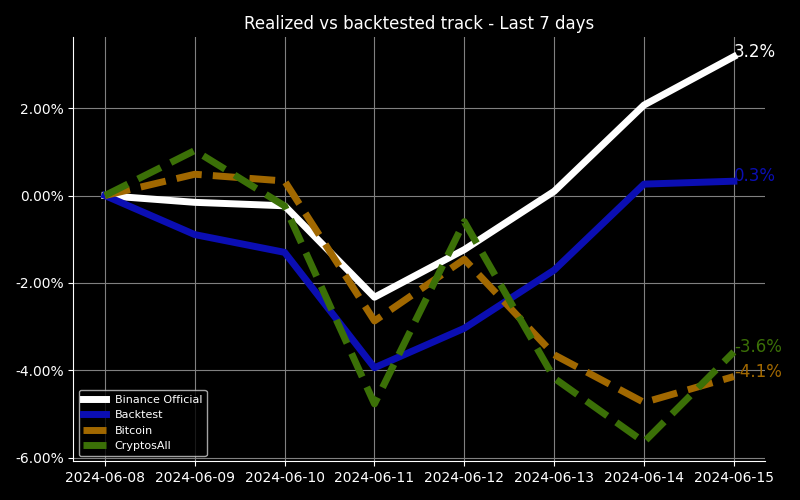 Realized vs backtested track - Last 7 days
3.2%
2.00%
0.3%
0.00%
-2.00%
-3.6%
-4.00%
-4.1%
Binance Official
Backtest
Bitcoin
CryptosAll
-6.00%
2024-06-08 2024-06-09 2024-06-10 2024-06-11 2024-06-12 2024-06-13 2024-06-14 2024-06-15